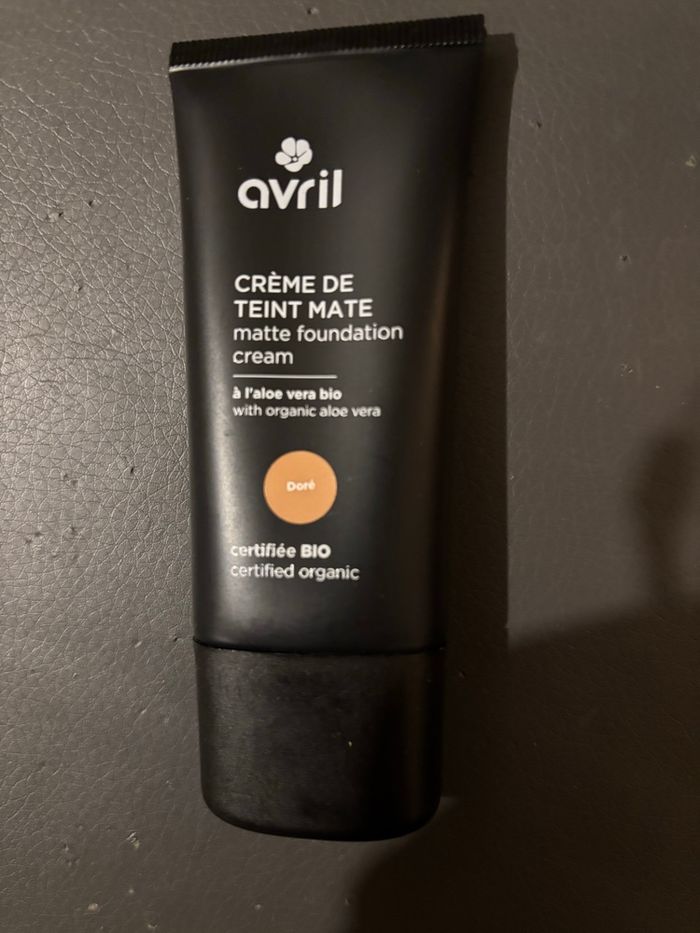 avril
CRÈME DE
TEINT MATE
matte foundation
cream
à l'aloe vera bio
with organic aloe vera
Doré
certifiée BIO
certified organic